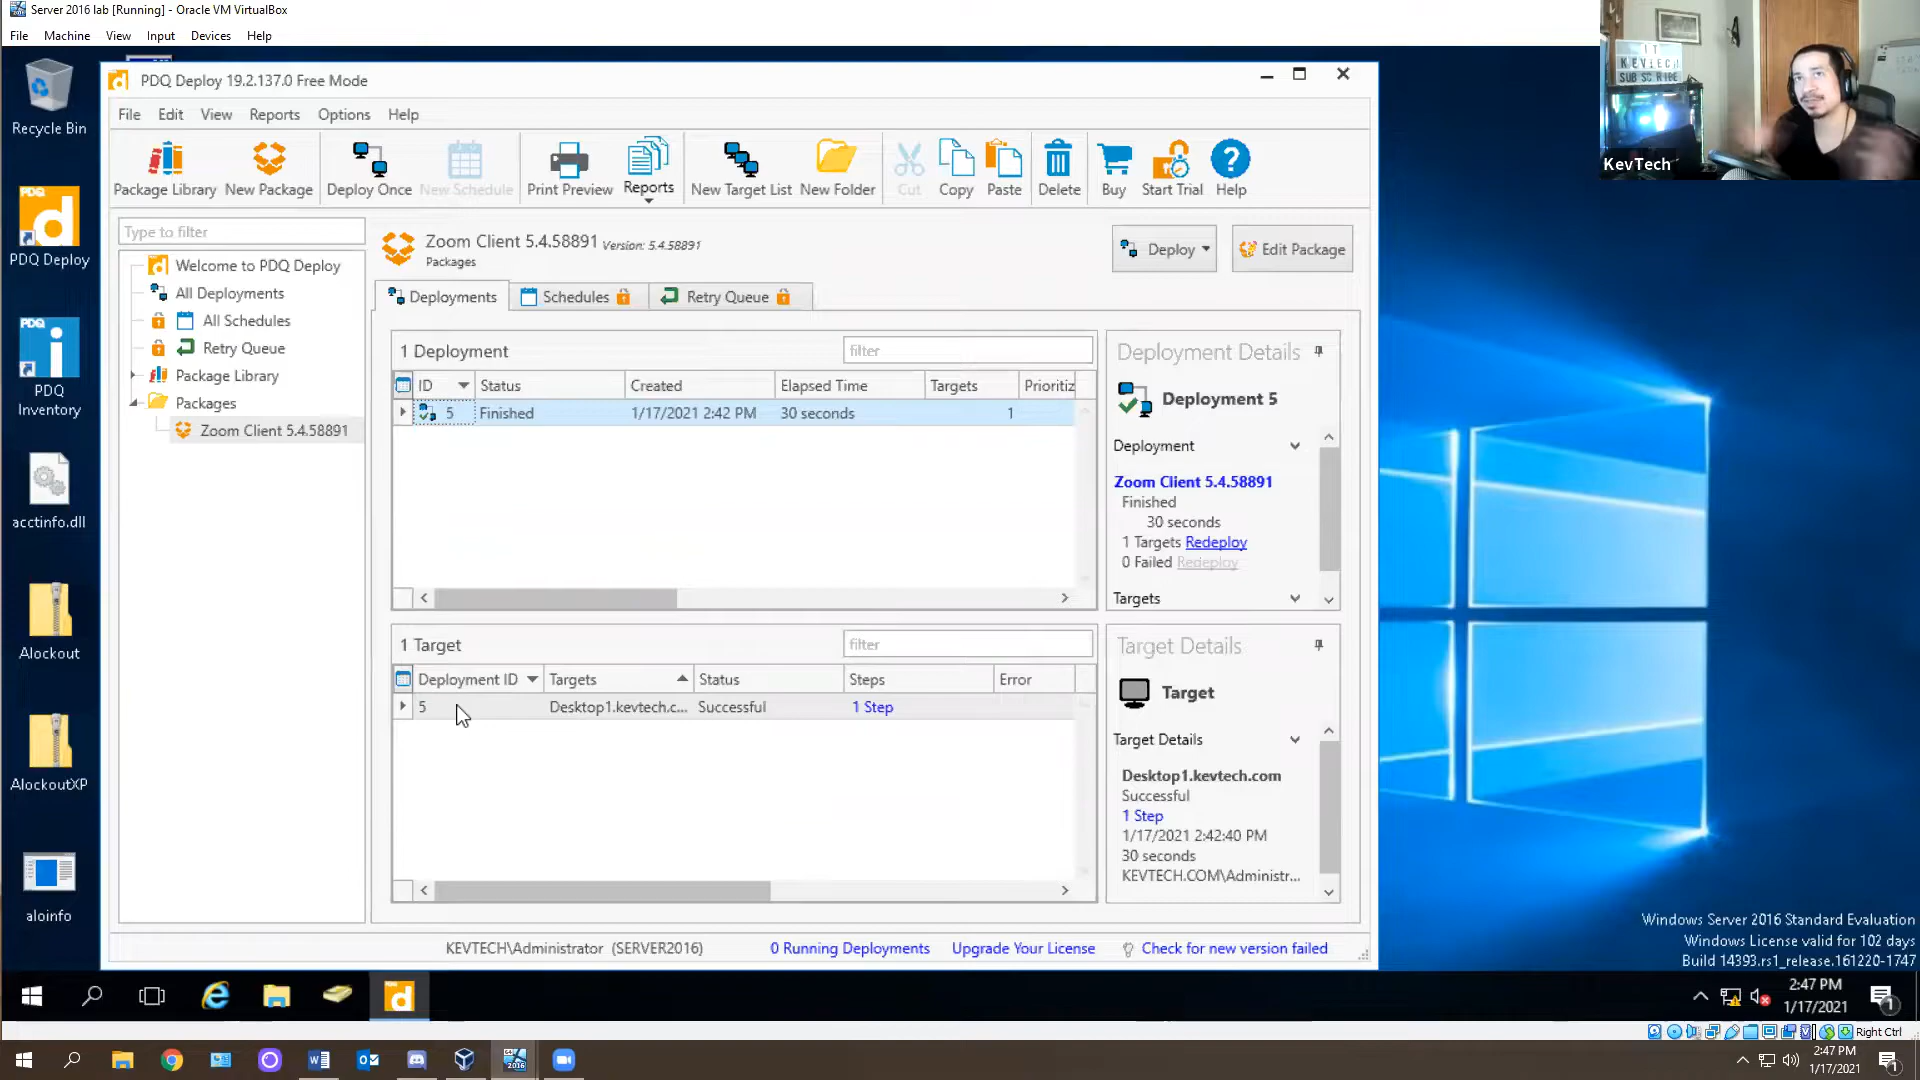 Server 2016 lab [Running] - Oracle VM VirtualBox
File Machine View Input Devices Help
Recycle Bin
PDQ Deploy
PDQ Inventory
acctinfo.dll
Alockout
AlockoutXP
aloinfo
PDQ Deploy 19.2.137.0 Free Mode
File Edit View Reports Options Help
Package Library New Package Deploy Once New Schedule Print Preview Reports New Target List New Folder Cut Copy Paste Delete Buy Start Trial Help
Type to filter
Welcome to PDQ Deploy
All Deployments
All Schedules
Retry Queue
Package Library
Packages
Zoom Client 5.4.58891
Zoom Client 5.4.58891 Version: 5.4.58891
Packages
Deploy Edit Package
Deployments Schedules Retry Queue
1 Deployment filter
ID Status Created Elapsed Time Targets Prioritiz
5 Finished 1/17/2021 2:42 PM 30 seconds 1
1 Target filter
Deployment ID Targets Status Steps Error
5 Desktop1.kevtech.c... Successful 1 Step
Deployment Details
Deployment 5
Deployment
Zoom Client 5.4.58891
Finished
30 seconds
1 Targets Redeploy
0 Failed Redeploy
Targets
Target Details
Target
Target Details
Desktop1.kevtech.com
Successful
1 Step
1/17/2021 2:42:40 PM
30 seconds
KEVTECH.COM\Administr...
KEVTECH\Administrator (SERVER2016) 0 Running Deployments Upgrade Your License Check for new version failed
IT
KEVTECH
SUBSCRIBE
KevTech
Windows Server 2016 Standard Evaluation
Windows License valid for 102 days
Build 14393.rs1_release.161220-1747
2:47 PM
1/17/2021
1
Right Ctrl
2:47 PM
1/17/2021
1